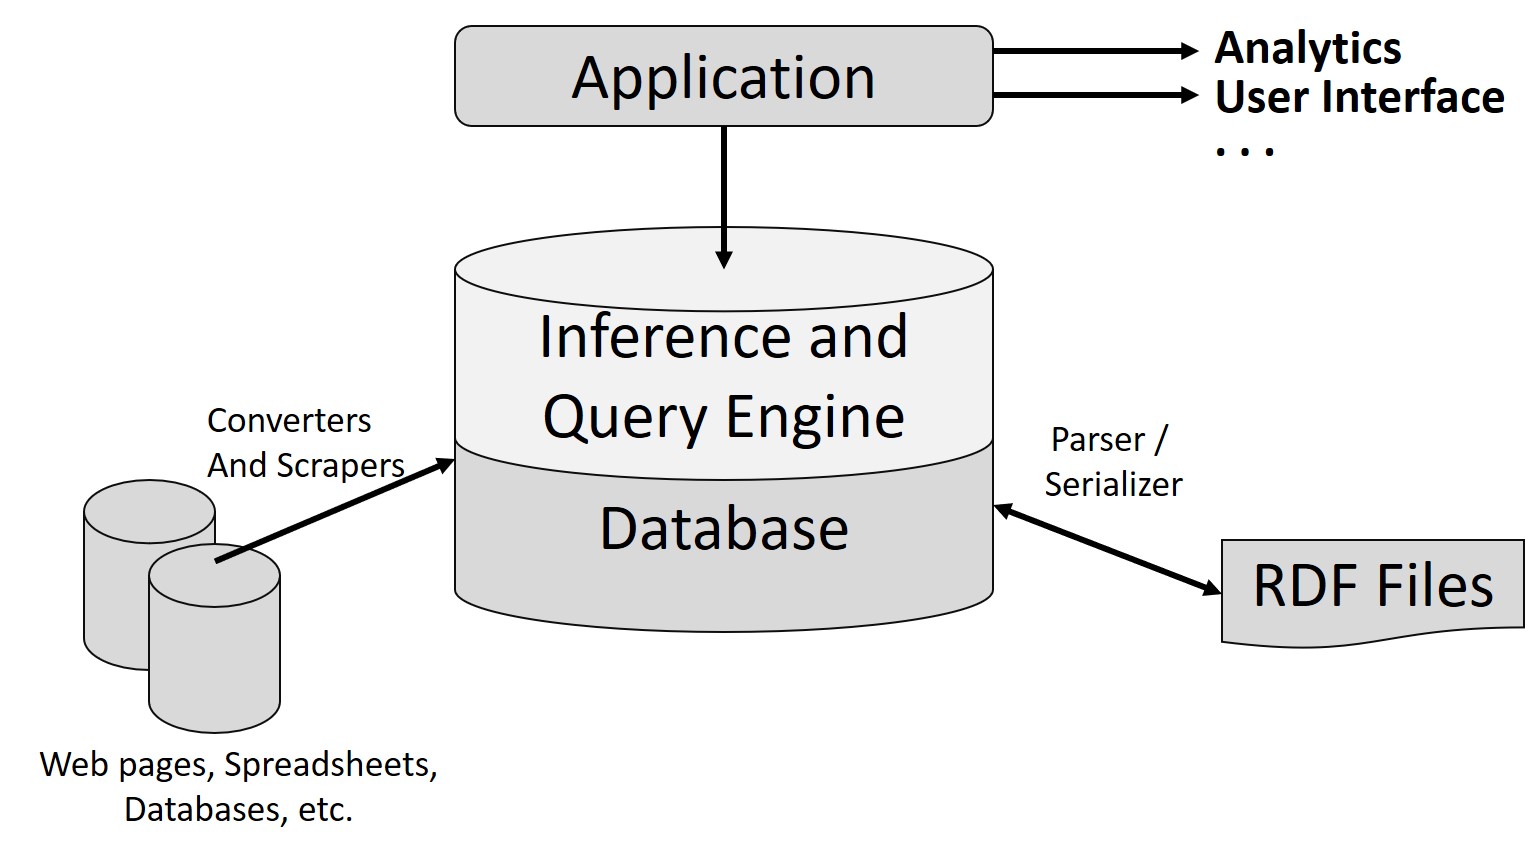 Application
Analytics
User Interface
. . .
Inference and
Query Engine
Database
Converters
And Scrapers
Parser /
Serializer
RDF Files
Web pages, Spreadsheets,
Databases, etc.